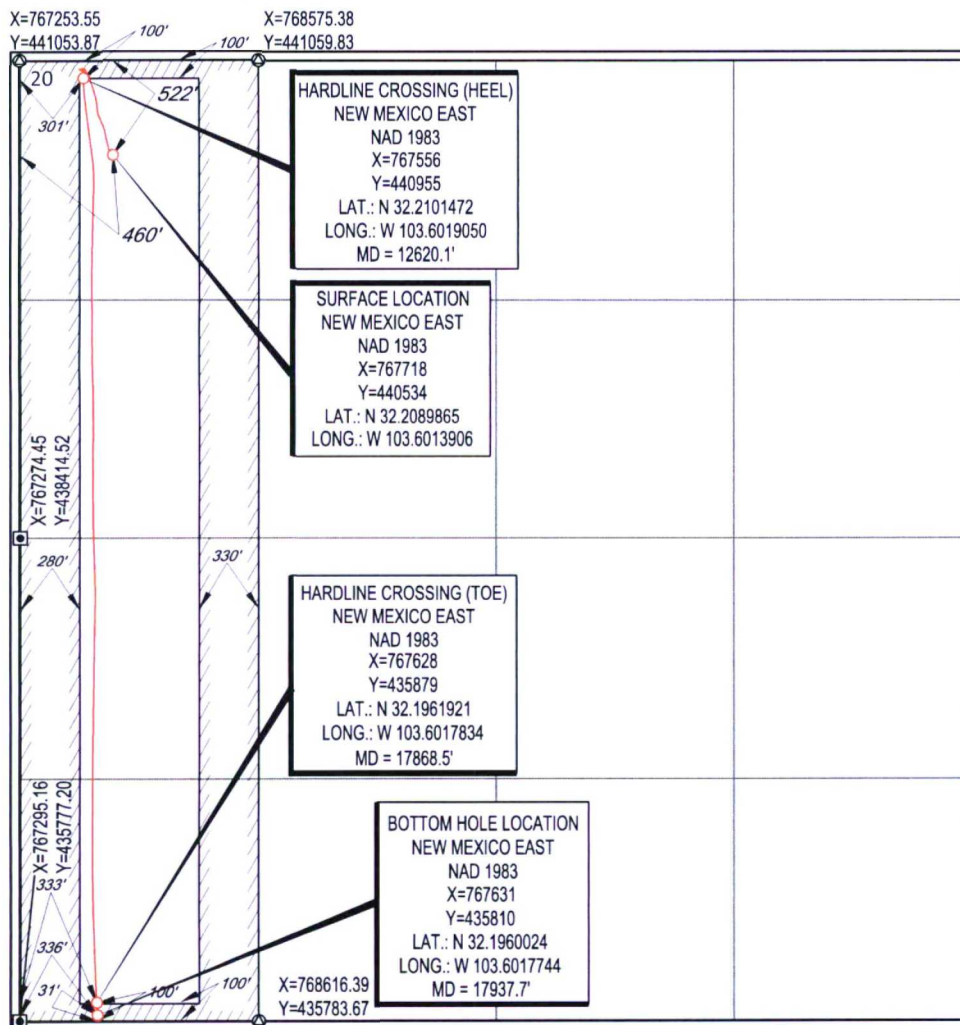 X=767253.55
Y=441053.87
100'
100'
X=768575.38
Y=441059.83
20
301'
522'
460'
HARDLINE CROSSING (HEEL)
NEW MEXICO EAST
NAD 1983
X=767556
Y=440955
LAT.: N 32.2101472
LONG.: W 103.6019050
MD = 12620.1'
SURFACE LOCATION
NEW MEXICO EAST
NAD 1983
X=767718
Y=440534
LAT.: N 32.2089865
LONG.: W 103.6013906
X=767274.45
Y=438414.52
280'
330'
HARDLINE CROSSING (TOE)
NEW MEXICO EAST
NAD 1983
X=767628
Y=435879
LAT.: N 32.1961921
LONG.: W 103.6017834
MD = 17868.5'
X=767295.16
Y=435777.20
333'
336'
31'
100'
100'
BOTTOM HOLE LOCATION
NEW MEXICO EAST
NAD 1983
X=767631
Y=435810
LAT.: N 32.1960024
LONG.: W 103.6017744
MD = 17937.7'
X=768616.39
Y=435783.67